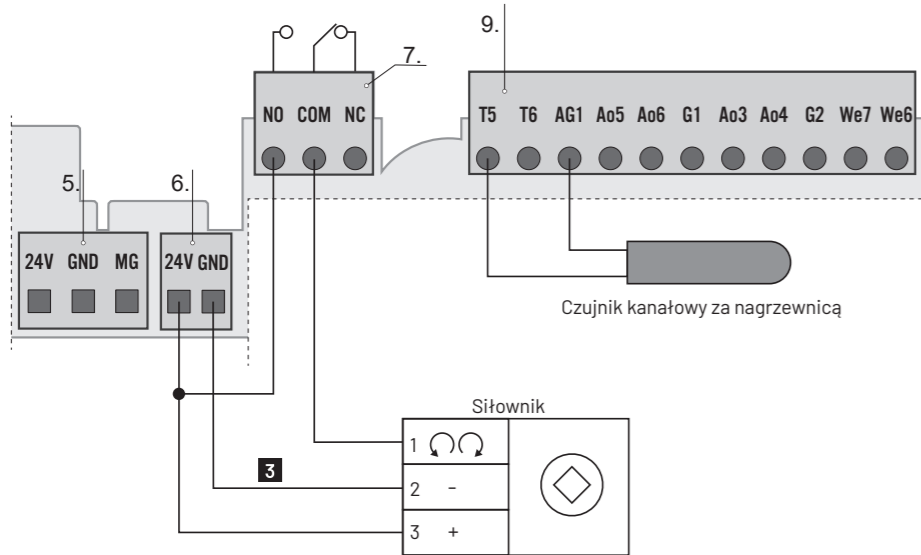 9.
7.
NO COM NC
T5 T6 AG1 Ao5 Ao6 G1 Ao3 Ao4 G2 We7 We6
5.
6.
24V GND MG
24V GND
Czujnik kanałowy za nagrzewnicą
Siłownik
1
3
2 -
3 +